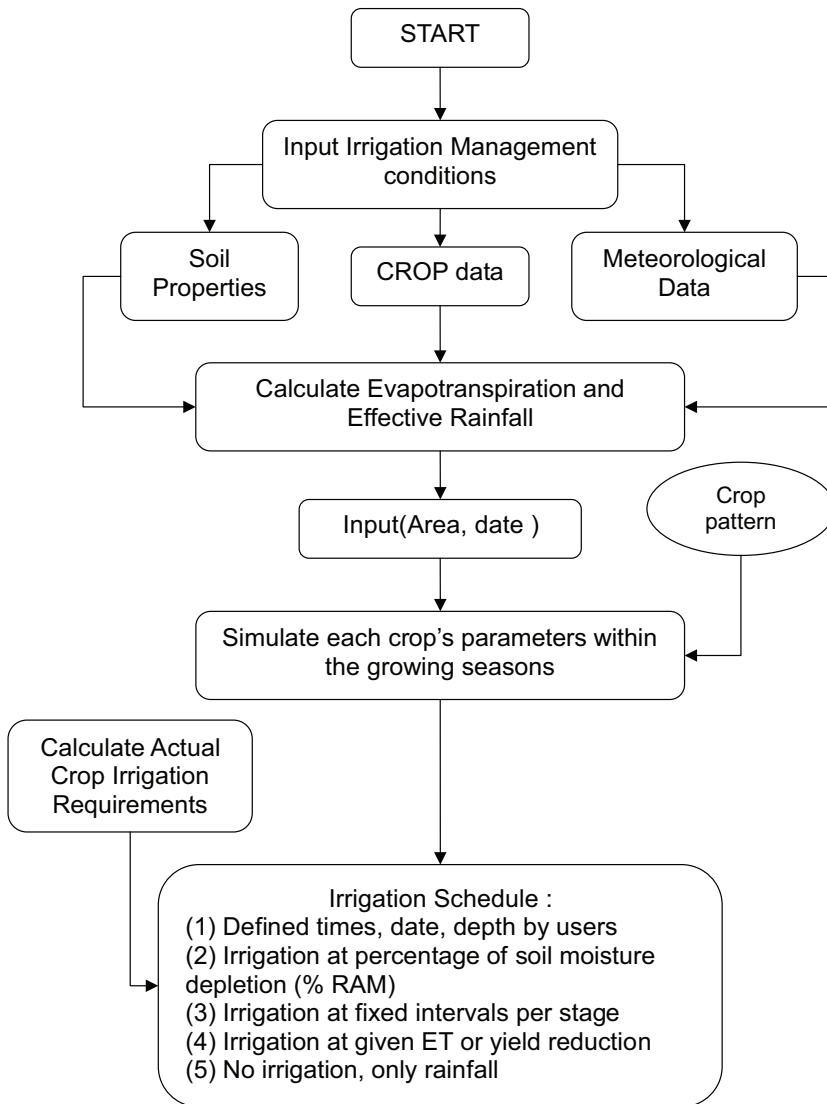 START
Input Irrigation Management
conditions
Soil
Properties
CROP data
Meteorological
Data
Calculate Evapotranspiration and
Effective Rainfall
Input(Area, date )
Crop
pattern
Simulate each crop’s parameters within
the growing seasons
Calculate Actual
Crop Irrigation
Requirements
Irrigation Schedule :
(1) Defined times, date, depth by users
(2) Irrigation at percentage of soil moisture
depletion (% RAM)
(3) Irrigation at fixed intervals per stage
(4) Irrigation at given ET or yield reduction
(5) No irrigation, only rainfall